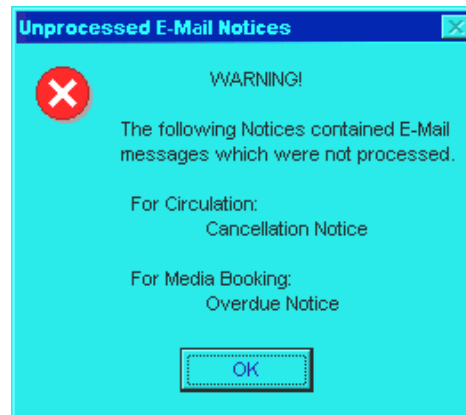 Unprocessed E-Mail Notices
WARNING!
The following Notices contained E-Mail
messages which were not processed.
For Circulation:
Cancellation Notice
For Media Booking:
Overdue Notice
OK